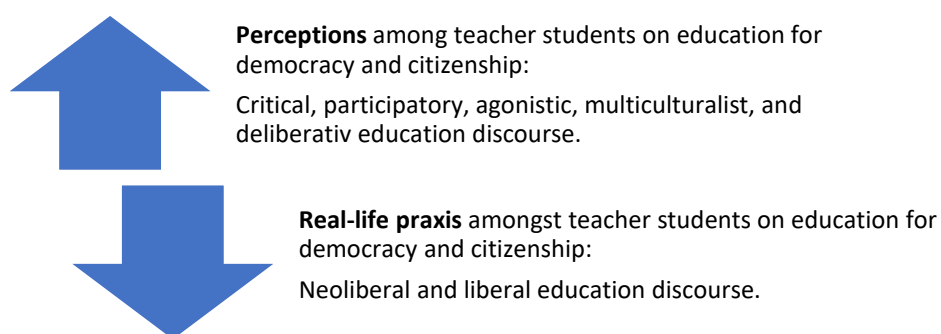 Perceptions among teacher students on education for
democracy and citizenship:
Critical, participatory, agonistic, multiculturalist, and
deliberativ education discourse.
Real-life praxis amongst teacher students on education for
democracy and citizenship:
Neoliberal and liberal education discourse.